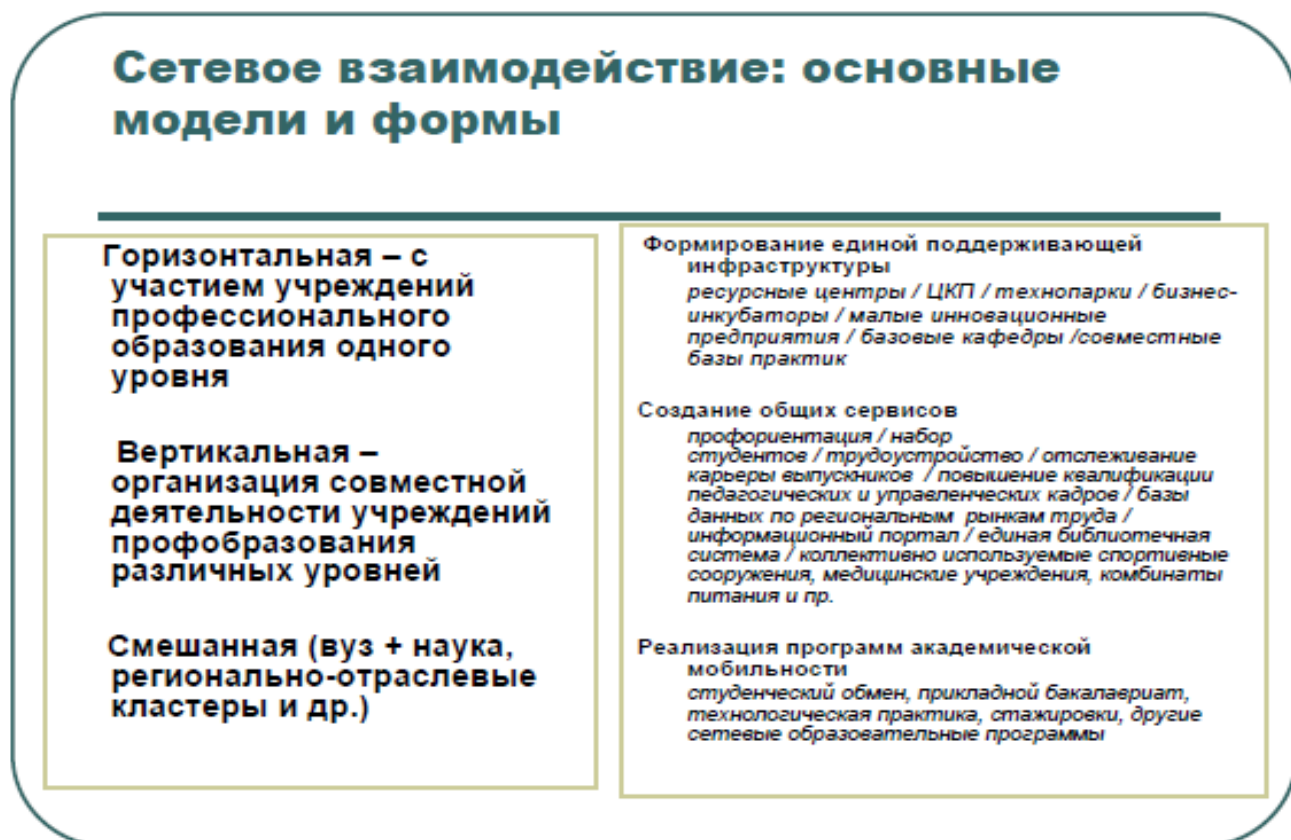 Сетевое взаимодействие: основные
модели и формы
Горизонтальная – с
участием учреждений
профессионального
образования одного
уровня
Вертикальная –
организация совместной
деятельности учреждений
профобразования
различных уровней
Смешанная (вуз + наука,
регионально-отраслевые
кластеры и др.)
Формирование единой поддерживающей
инфраструктуры
ресурсные центры / ЦКП / технопарки / бизнес-
инкубаторы / малые инновационные
предприятия / базовые кафедры /совместные
базы практик
Создание общих сервисов
профориентация / набор
студентов / трудоустройство / отслеживание
карьеры выпускников / повышение квалификации
педагогических и управленческих кадров / базы
данных по региональным рынкам труда /
информационный портал / единая библиотечная
система / коллективно используемые спортивные
сооружения, медицинские учреждения, комбинаты
питания и пр.
Реализация программ академической
мобильности
студенческий обмен, прикладной бакалавриат,
технологическая практика, стажировки, другие
сетевые образовательные программы